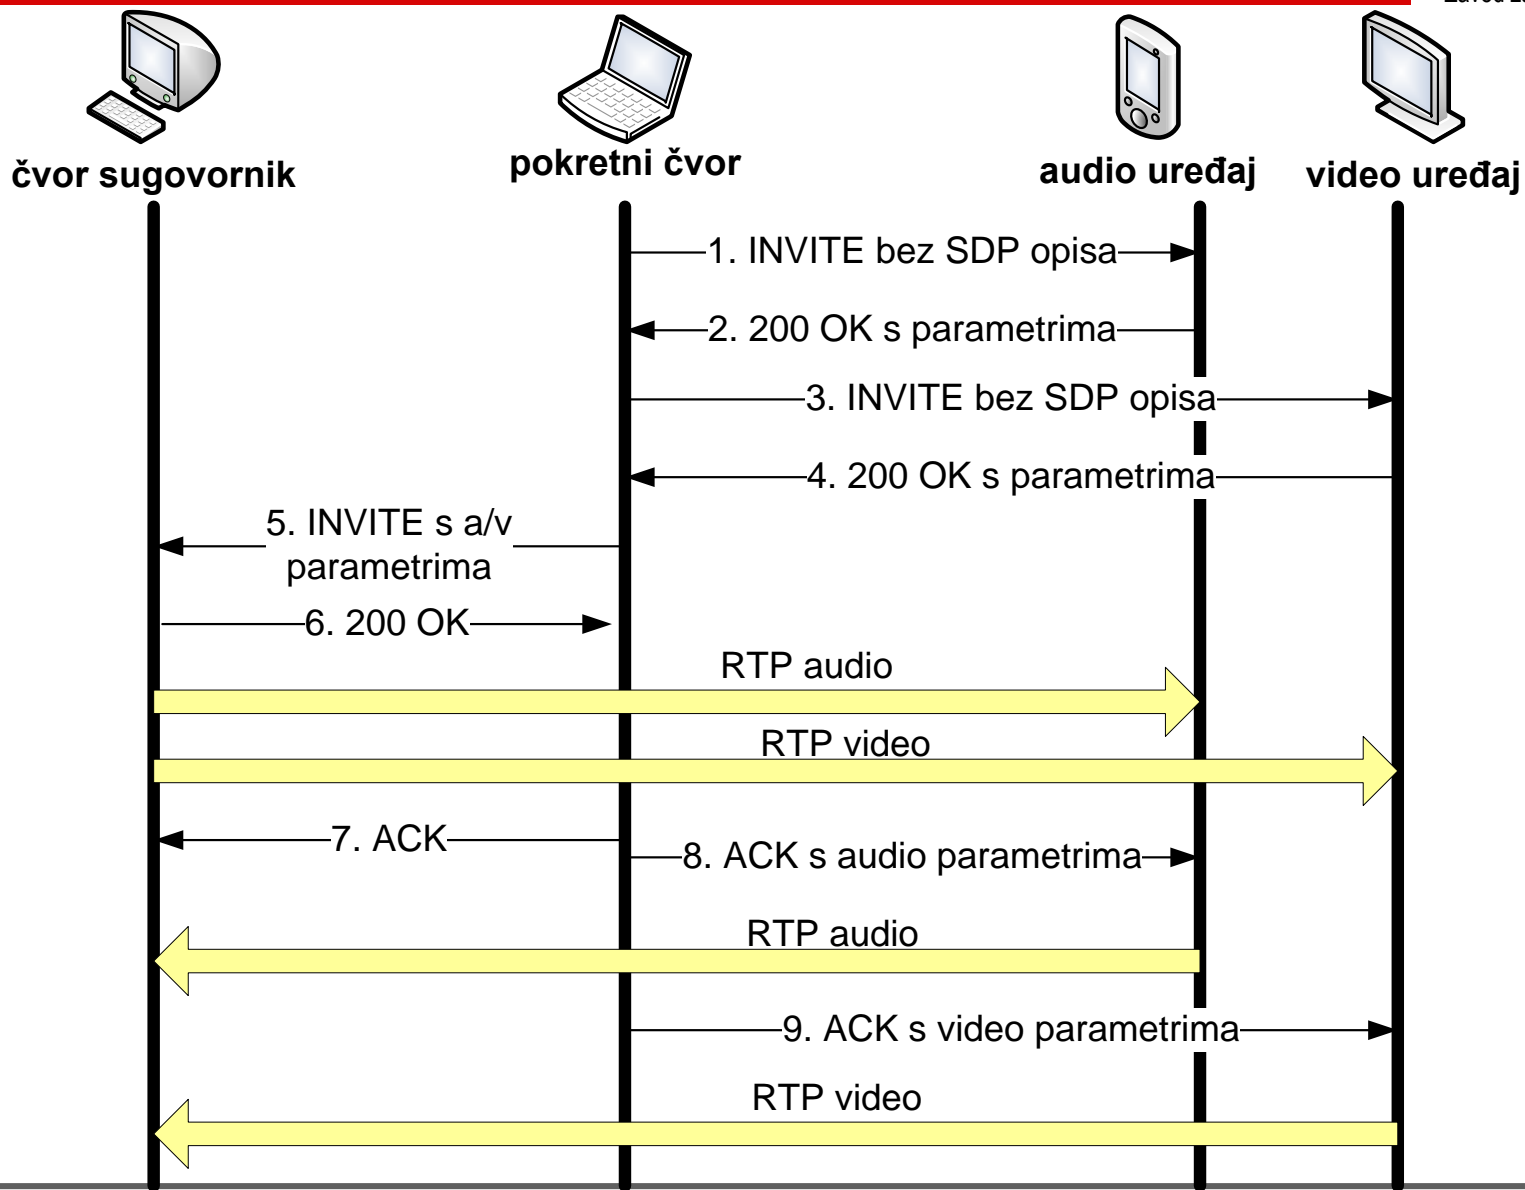 čvor sugovornik
pokretni čvor
audio uređaj
video uređaj
1. INVITE bez SDP opisa
2. 200 OK s parametrima
3. INVITE bez SDP opisa
4. 200 OK s parametrima
5. INVITE s a/v
parametrima
6. 200 OK
RTP audio
RTP video
7. ACK
8. ACK s audio parametrima
RTP audio
9. ACK s video parametrima
RTP video